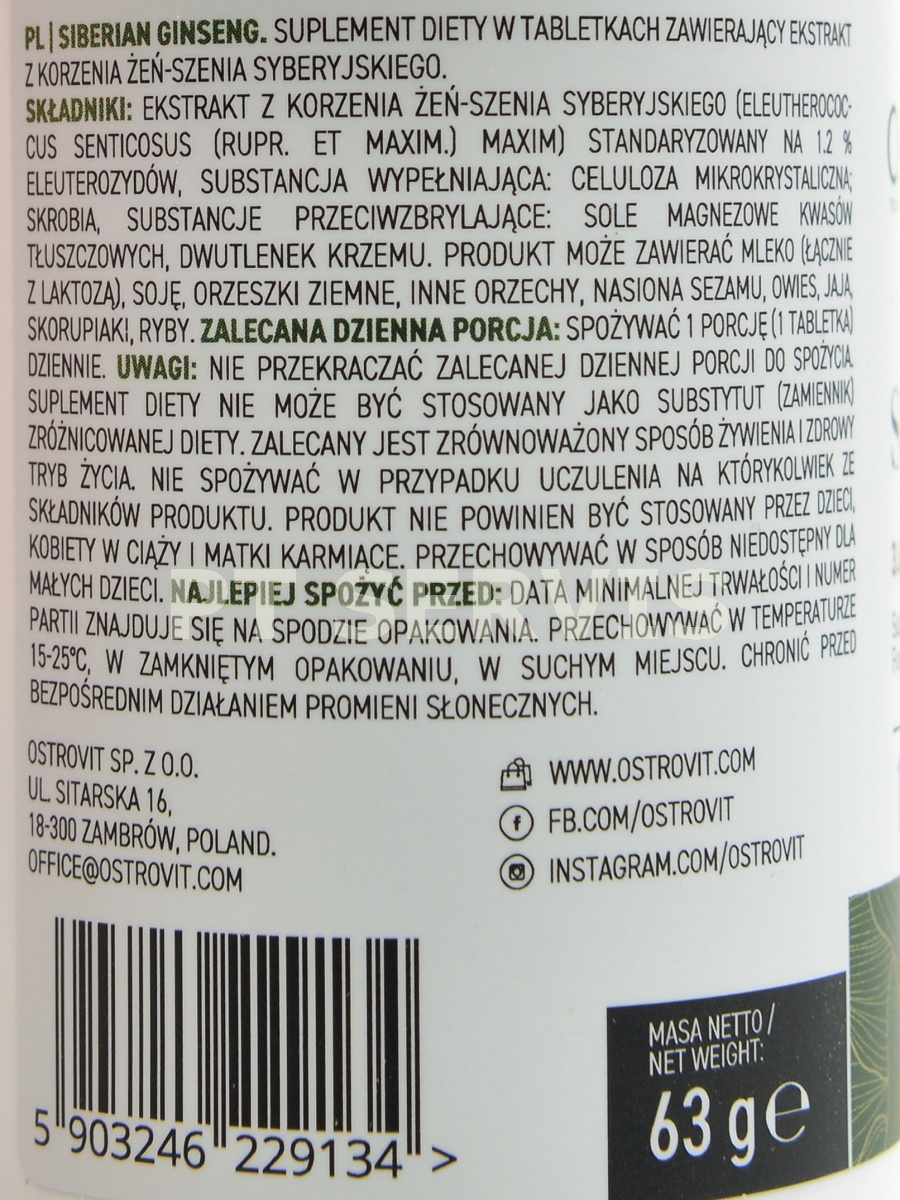 PL | SIBERIAN GINSENG. SUPLEMENT DIETY W TABLETKACH ZAWIERAJĄCY EKSTRAKT
Z KORZENIA ŻEŃ-SZENIA SYBERYJSKIEGO.
SKŁADNIKI: EKSTRAKT Z KORZENIA ŻEŃ-SZENIA SYBERYJSKIEGO (ELEUTHEROCOC-
CUS SENTICOSUS (RUPR. ET MAXIM.) MAXIM) STANDARYZOWANY NA 1.2 %
ELEUTEROZYDÓW, SUBSTANCJA WYPEŁNIAJĄCA: CELULOZA MIKROKRYSTALICZNA;
SKROBIA, SUBSTANCJE PRZECIWZBRYLAJĄCE: SOLE MAGNEZOWE KWASÓW
TŁUSZCZOWYCH, DWUTLENEK KRZEMU. PRODUKT MOŻE ZAWIERAĆ MLEKO (ŁĄCZNIE
Z LAKTOZĄ), SOJĘ, ORZESZKI ZIEMNE, INNE ORZECHY, NASIONA SEZAMU, OWIES, JAJA,
SKORUPIAKI, RYBY. ZALECANA DZIENNA PORCJA: SPOŻYWAĆ 1 PORCJĘ (1 TABLETKA)
DZIENNIE. UWAGI: NIE PRZEKRACZAĆ ZALECANEJ DZIENNEJ PORCJI DO SPOŻYCIA.
SUPLEMENT DIETY NIE MOŻE BYĆ STOSOWANY JAKO SUBSTYTUT (ZAMIENNIK)
ZRÓŻNICOWANEJ DIETY. ZALECANY JEST ZRÓWNOWAŻONY SPOSÓB ŻYWIENIA I ZDROWY
TRYB ŻYCIA. NIE SPOŻYWAĆ W PRZYPADKU UCZULENIA NA KTÓRYKOLWIEK ZE
SKŁADNIKÓW PRODUKTU. PRODUKT NIE POWINIEN BYĆ STOSOWANY PRZEZ DZIECI,
KOBIETY W CIĄŻY I MATKI KARMIĄCE. PRZECHOWYWAĆ W SPOSÓB NIEDOSTĘPNY DLA
MAŁYCH DZIECI. NAJLEPIEJ SPOŻYĆ PRZED: DATA MINIMALNEJ TRWAŁOŚCI I NUMER
PARTII ZNAJDUJE SIĘ NA SPODZIE OPAKOWANIA. PRZECHOWYWAĆ W TEMPERATURZE
15-25°C, W ZAMKNIĘTYM OPAKOWANIU, W SUCHYM MIEJSCU. CHRONIĆ PRZED
BEZPOŚREDNIM DZIAŁANIEM PROMIENI SŁONECZNYCH.
OSTROVIT SP. Z O.O.
UL. SITARSKA 16,
18-300 ZAMBRÓW, POLAND.
OFFICE@OSTROVIT.COM
WWW.OSTROVIT.COM
FB.COM/OSTROVIT
INSTAGRAM.COM/OSTROVIT
5 903246 229134 >
MASA NETTO /
NET WEIGHT:
63 g e